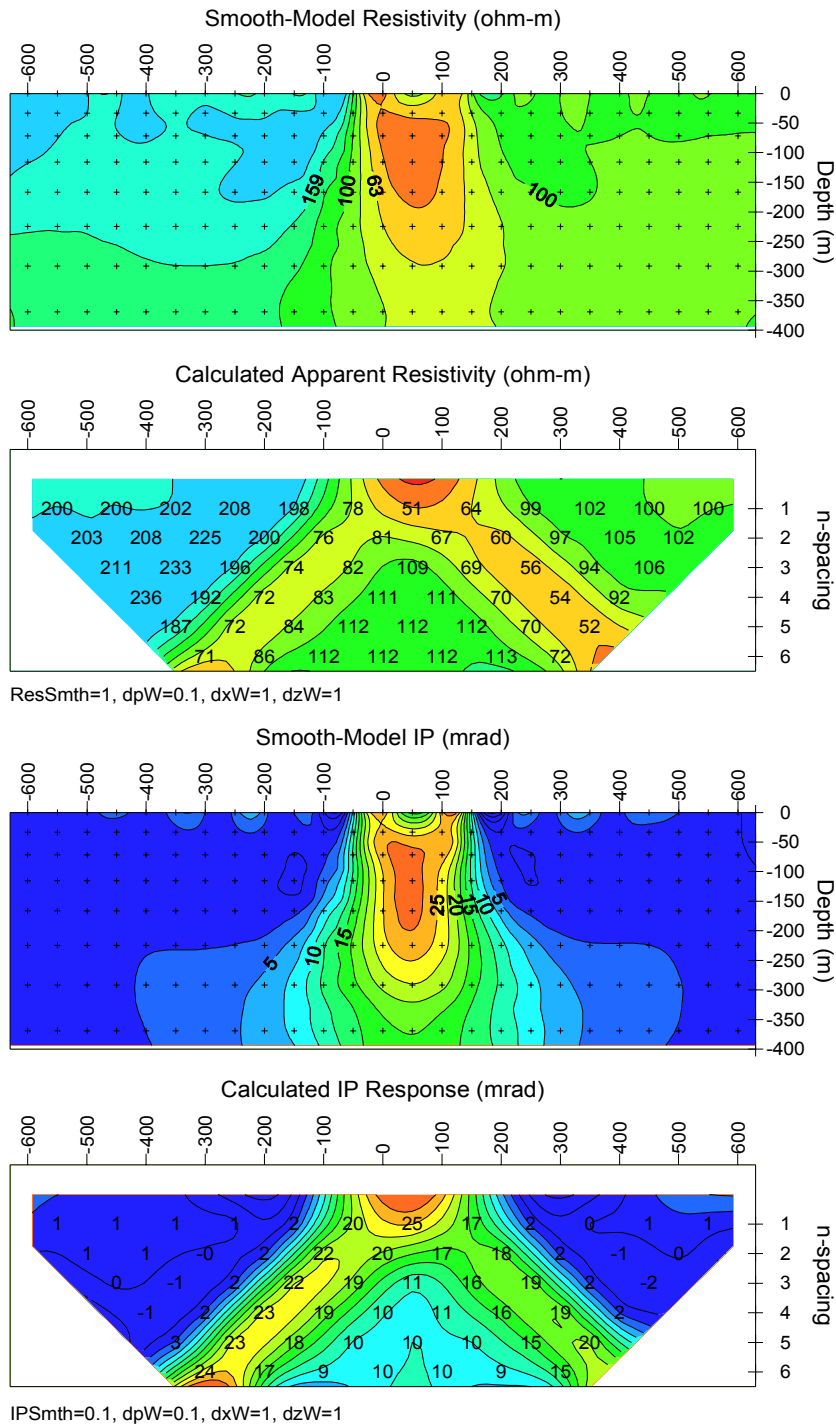 Smooth-Model Resistivity (ohm-m)
-600 -500 -400 -300 -200 -100 0 100 200 300 400 500 600
0
-50
-100
-150
-200
-250
-300
-350
-400
Depth (m)
159 100 63 100
Calculated Apparent Resistivity (ohm-m)
-600 -500 -400 -300 -200 -100 0 100 200 300 400 500 600
200 200 202 208 198 78 51 64 99 102 100 100 1
203 208 225 200 76 81 67 60 97 105 102 2
211 233 196 74 82 109 69 56 94 106 3
236 192 72 83 111 111 70 54 92 4
187 72 84 112 112 112 70 52 5
71 86 112 112 112 113 72 6
n-spacing
ResSmth=1, dpW=0.1, dxW=1, dzW=1
Smooth-Model IP (mrad)
-600 -500 -400 -300 -200 -100 0 100 200 300 400 500 600
0
-50
-100
-150
-200
-250
-300
-350
-400
Depth (m)
5 10 15 25 20 15 10 5
Calculated IP Response (mrad)
-600 -500 -400 -300 -200 -100 0 100 200 300 400 500 600
1 1 1 1 2 20 25 17 2 0 1 1 1
1 1 -0 2 22 20 17 18 2 -1 0 2
0 -1 2 22 19 11 16 19 2 -2 3
-1 2 23 19 10 11 16 19 2 4
3 23 18 10 10 10 15 20 5
24 17 9 10 10 9 15 6
n-spacing
IPSmth=0.1, dpW=0.1, dxW=1, dzW=1